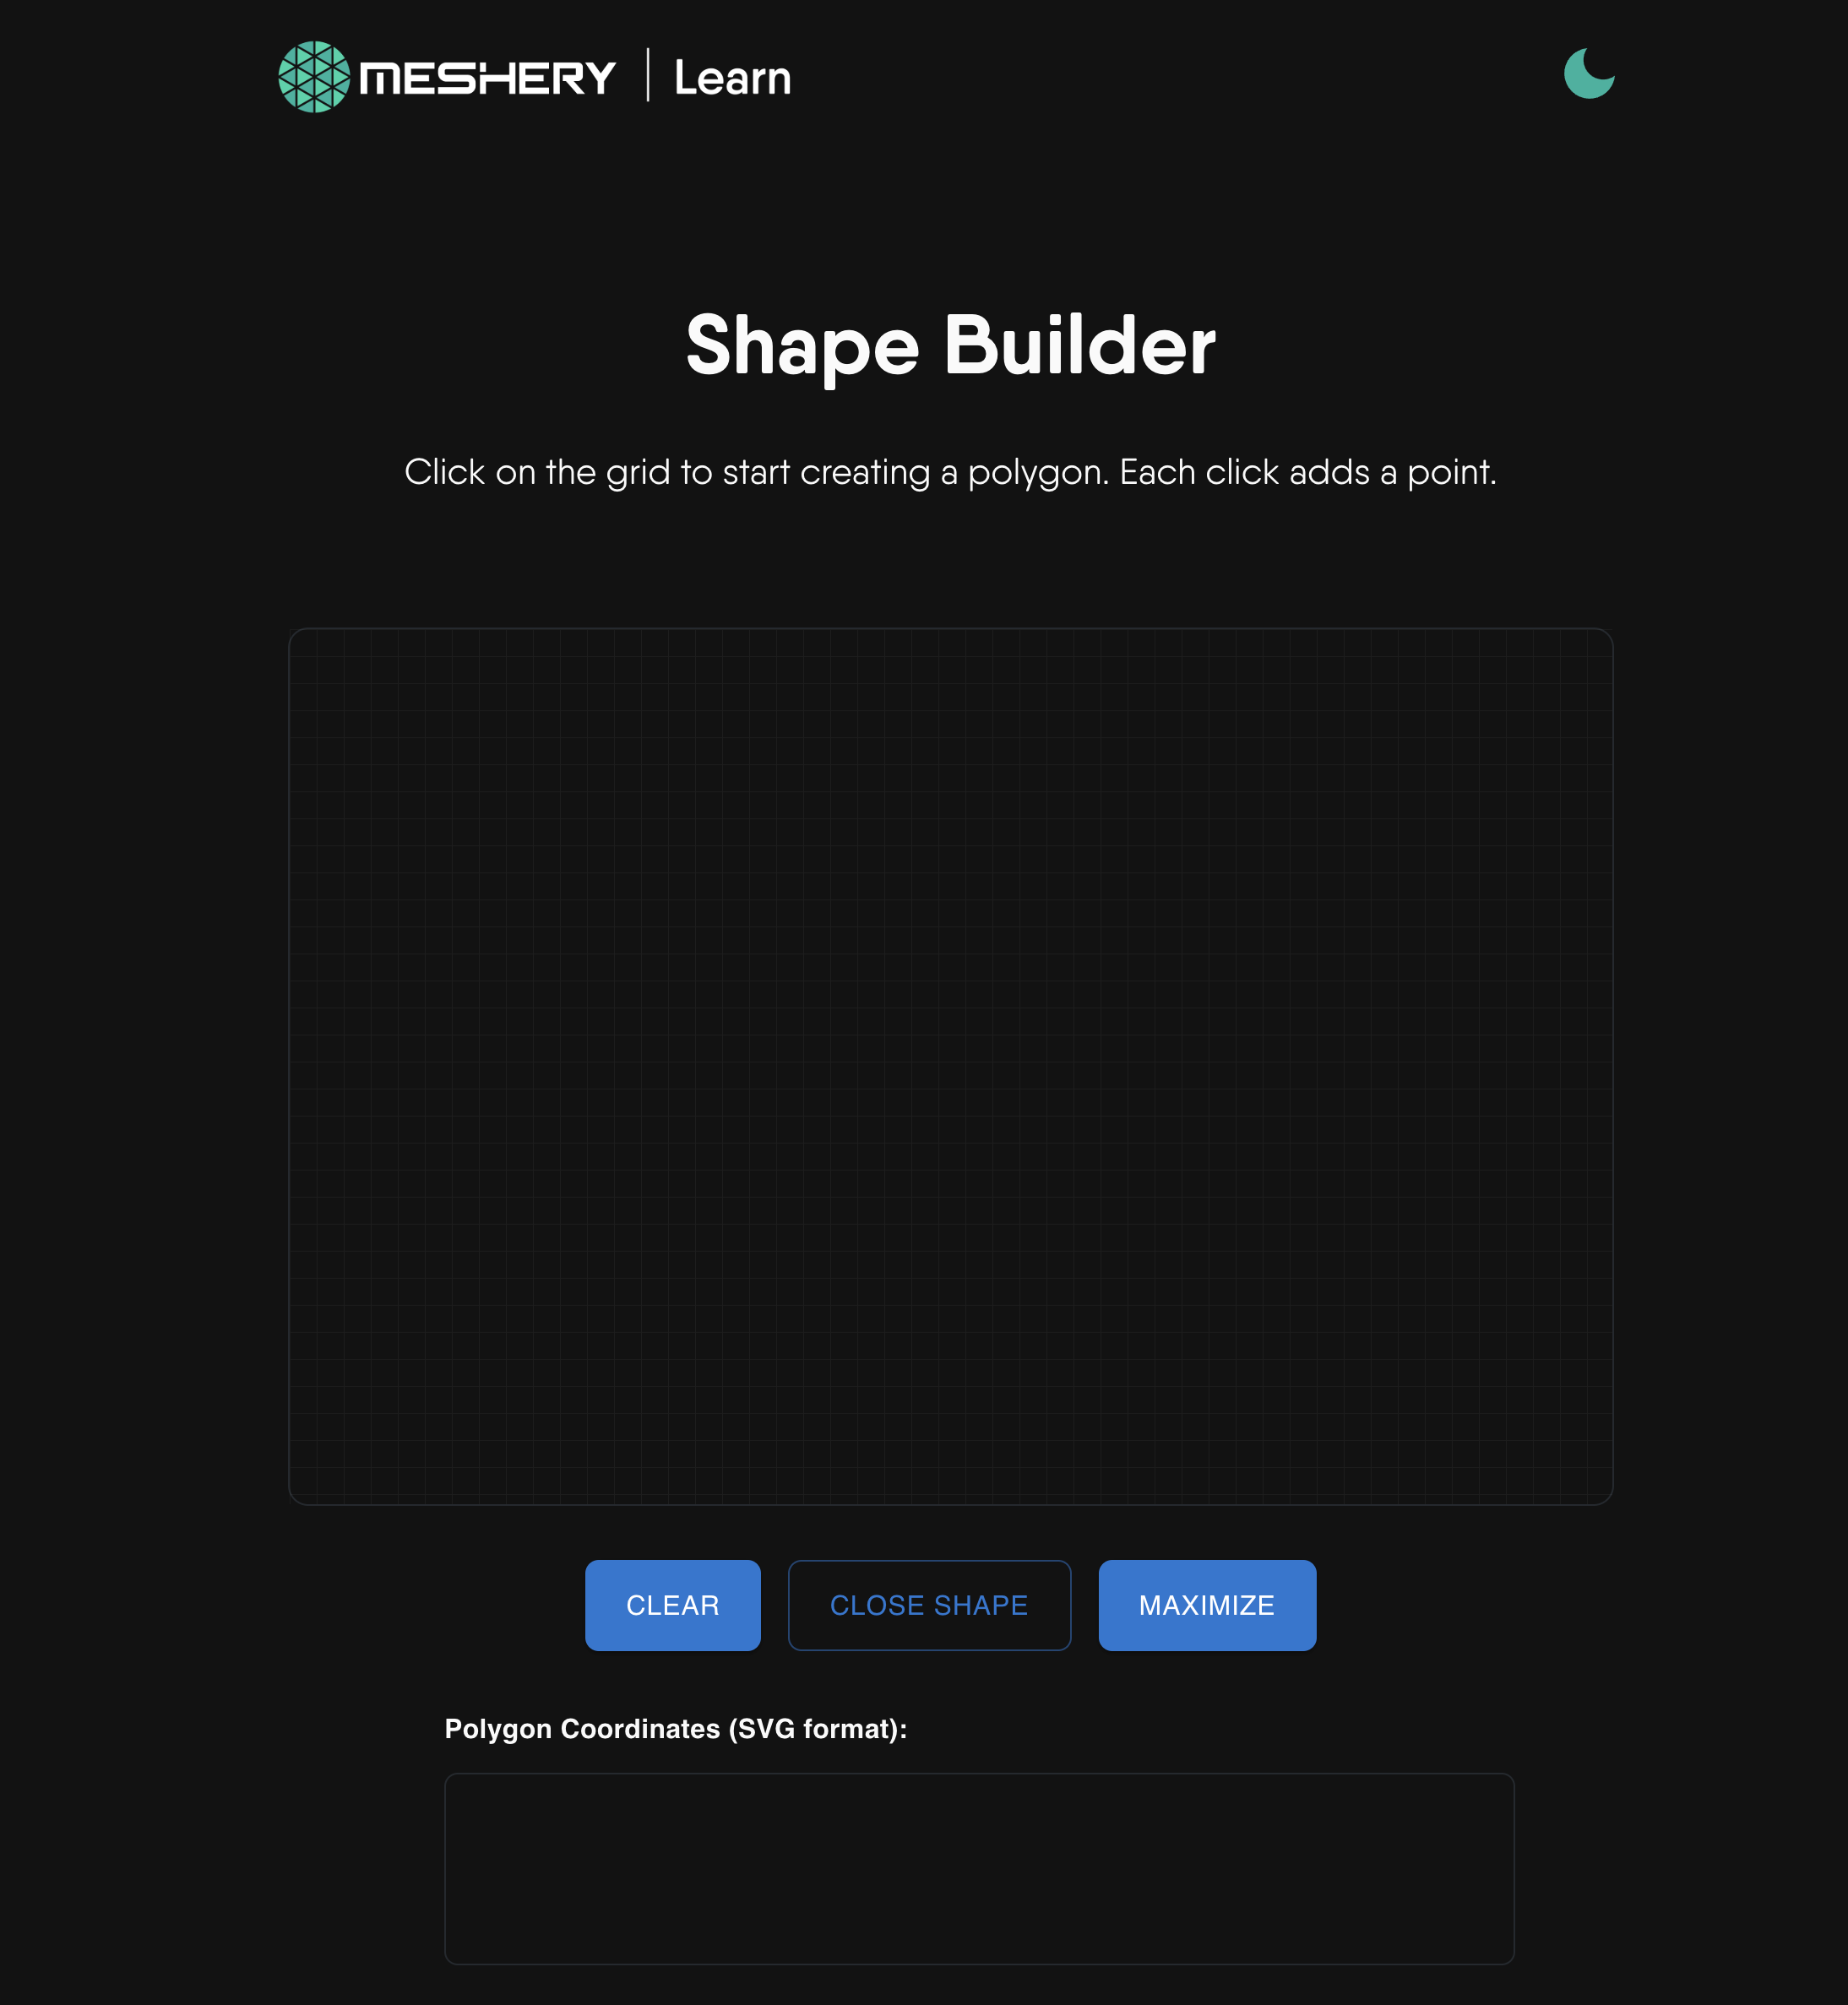 MESHERY | Learn
Shape Builder
Click on the grid to start creating a polygon. Each click adds a point.
CLEAR
CLOSE SHAPE
MAXIMIZE
Polygon Coordinates (SVG format):